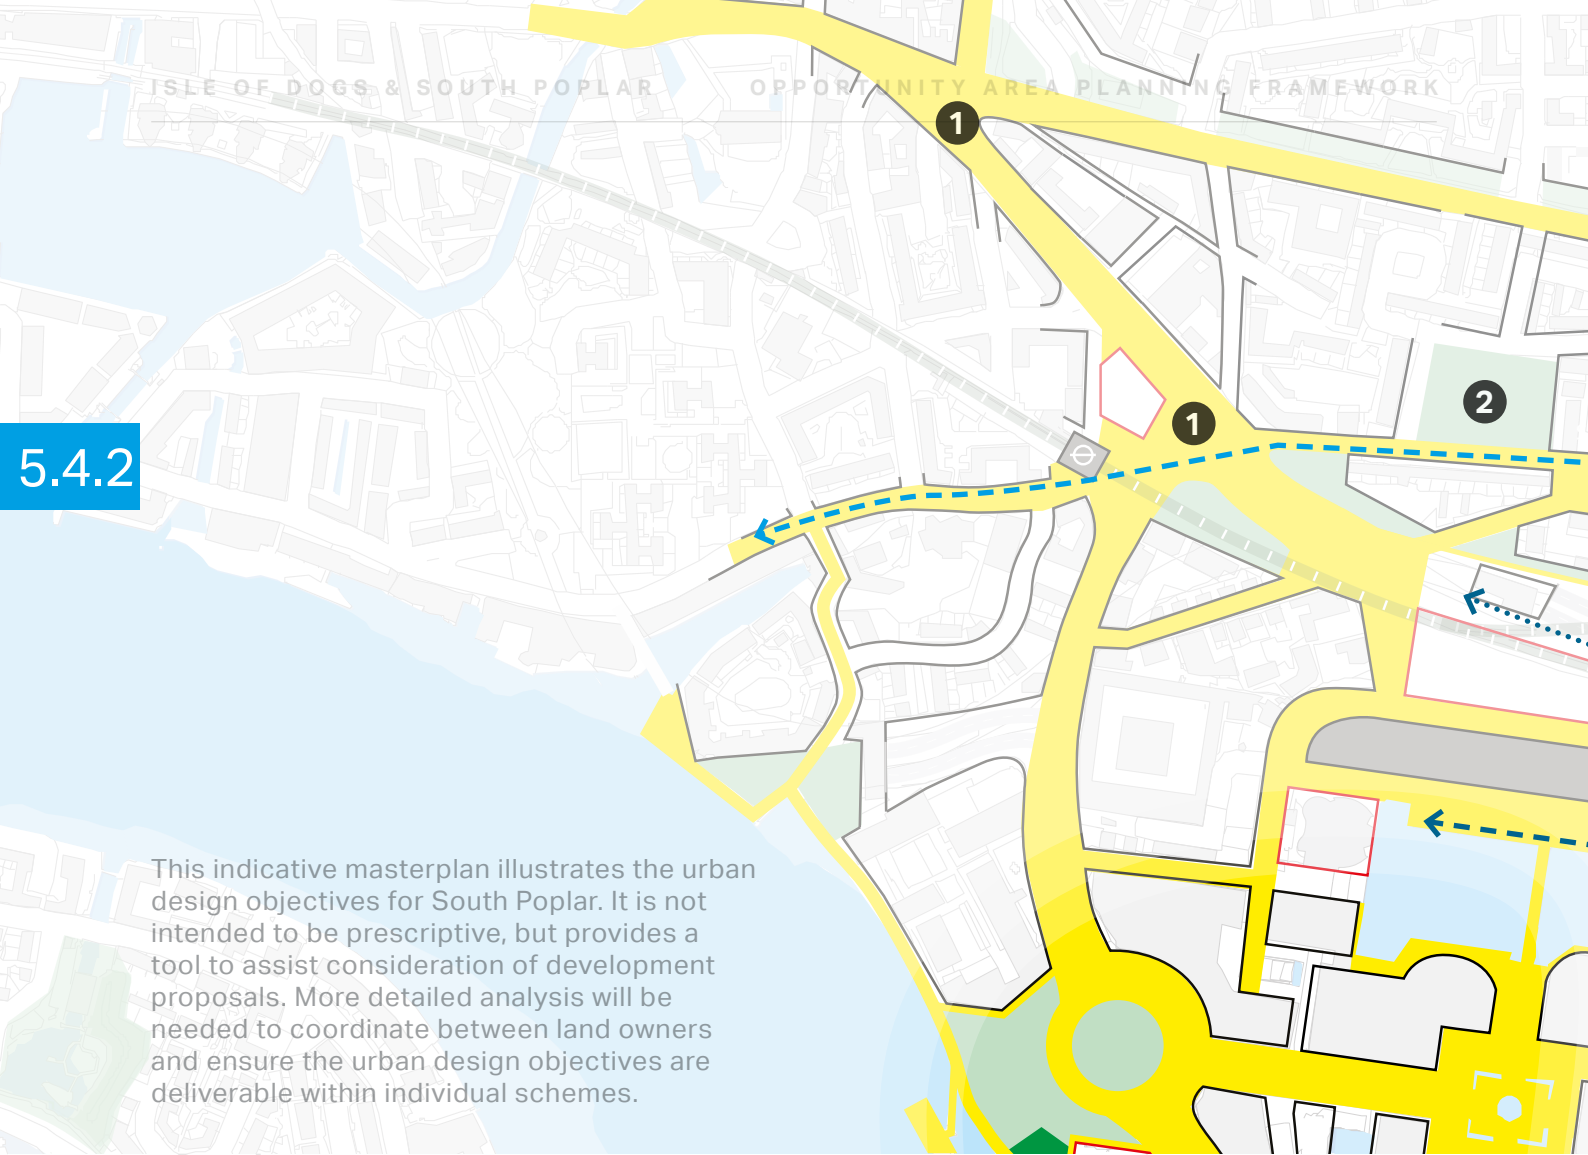 ISLE OF DOGS & SOUTH POPLAR OPPORTUNITY AREA PLANNING FRAMEWORK
1
1
2
5.4.2
This indicative masterplan illustrates the urban
design objectives for South Poplar. It is not
intended to be prescriptive, but provides a
tool to assist consideration of development
proposals. More detailed analysis will be
needed to coordinate between land owners
and ensure the urban design objectives are
deliverable within individual schemes.